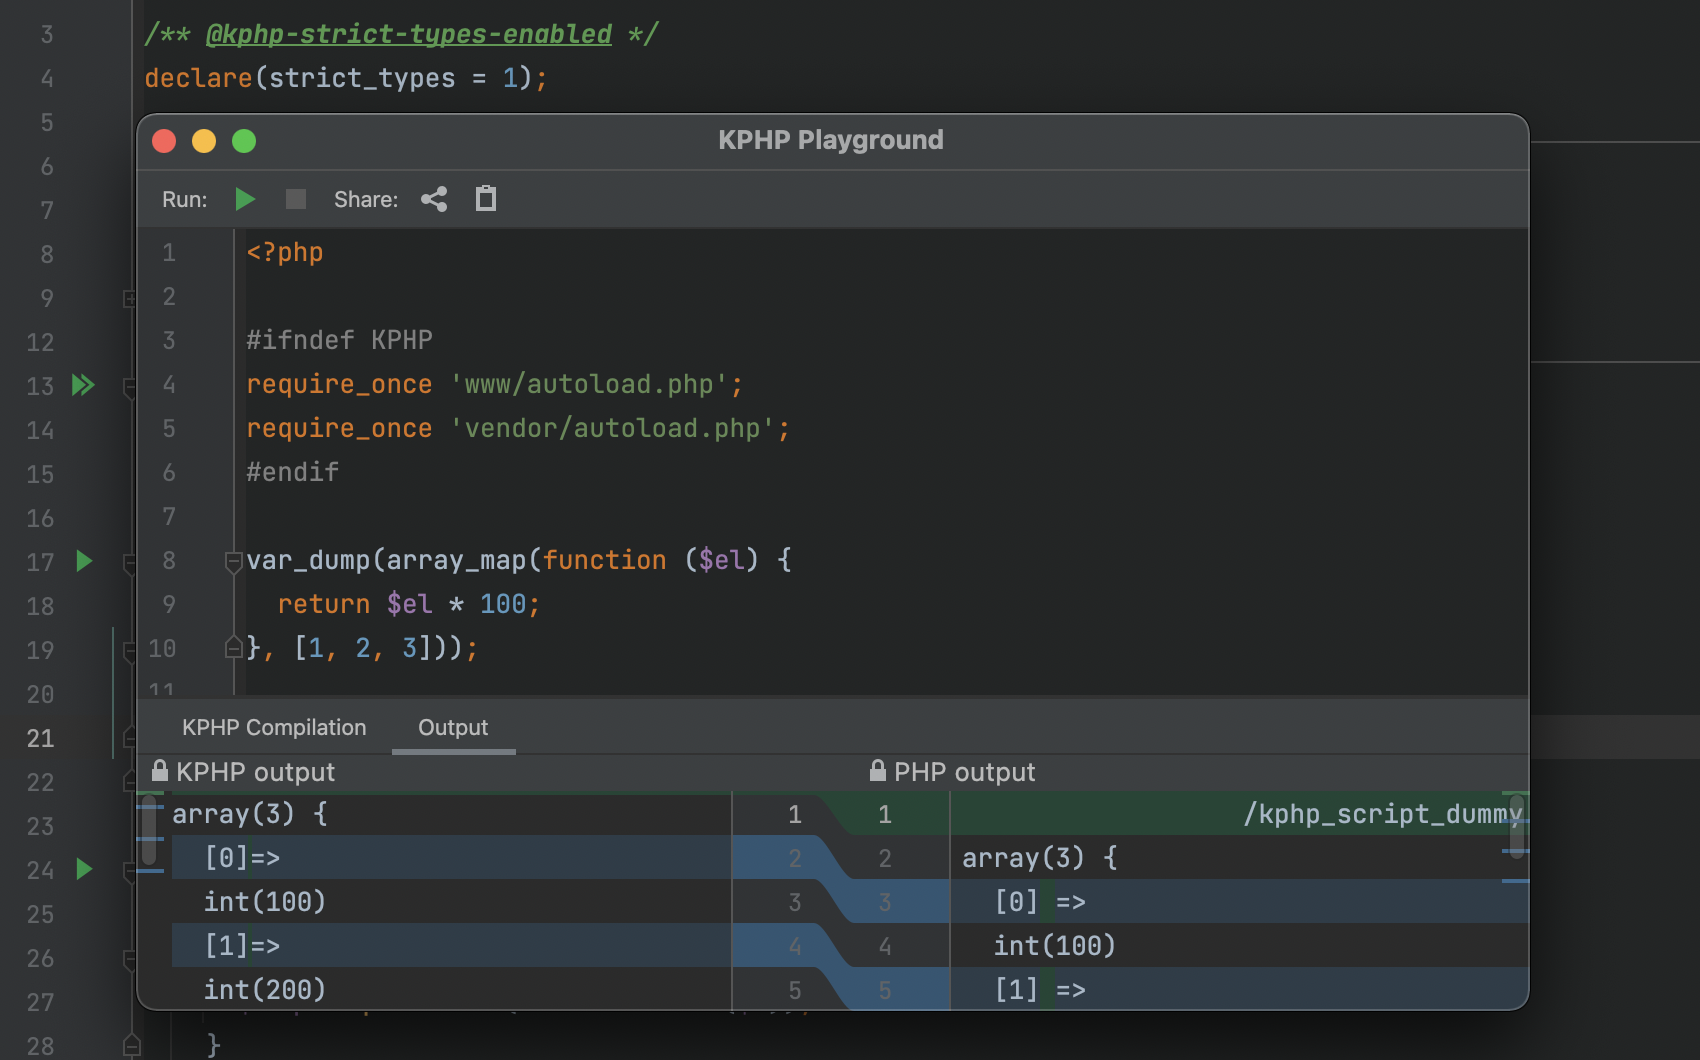 3 /** @kphp-strict-types-enabled */
4 declare(strict_types = 1);
5
6
7
8
9
12
13
14
15
16
17
18
19
20
21
22
23
24
25
26
27
28 }
KPHP Playground
Run: Share:
1 <?php
2
3 #ifndef KPHP
4 require_once 'www/autoload.php';
5 require_once 'vendor/autoload.php';
6 #endif
7
8 var_dump(array_map(function ($el) {
9 return $el * 100;
10 }, [1, 2, 3]));
11
KPHP Compilation Output
KPHP output
array(3) { 1
[0]=> 2
int(100) 3
[1]=> 4
int(200) 5
PHP output
1 /kphp_script_dummy
2 array(3) {
3 [0] =>
4 int(100)
5 [1] =>